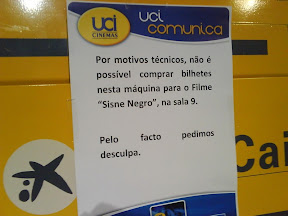 uci
CINEMAS
uci
comunica
Por motivos técnicos, não é
possível comprar bilhetes
nesta máquina para o Filme
"Sisne Negro", na sala 9.
Pelo facto pedimos
desculpa.
Cai